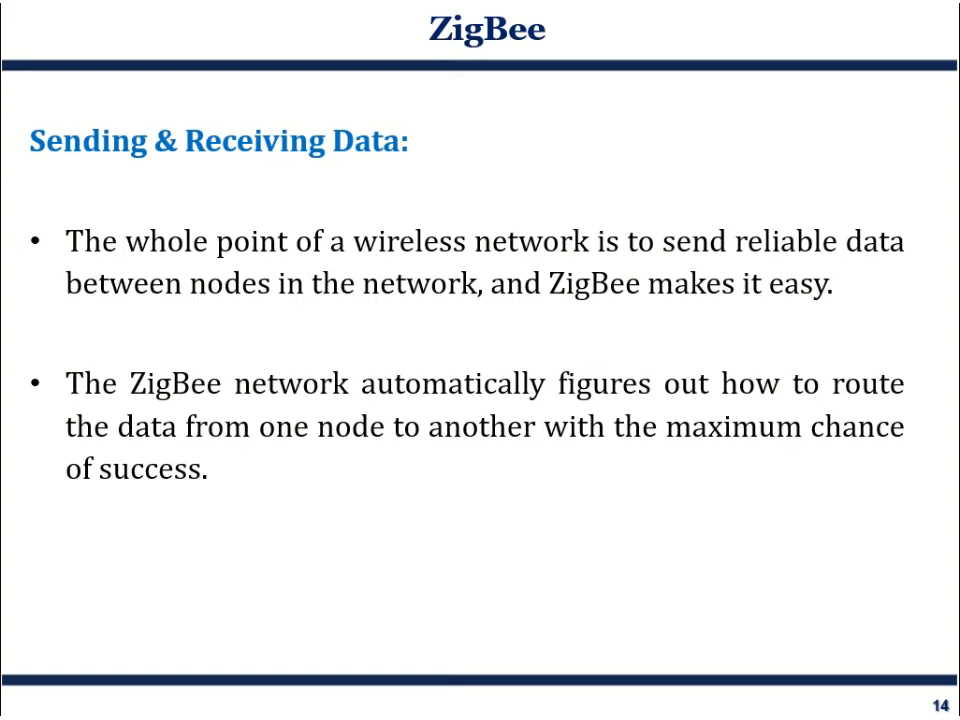 ZigBee
Sending & Receiving Data:
• The whole point of a wireless network is to send reliable data
between nodes in the network, and ZigBee makes it easy.
• The ZigBee network automatically figures out how to route
the data from one node to another with the maximum chance
of success.
14